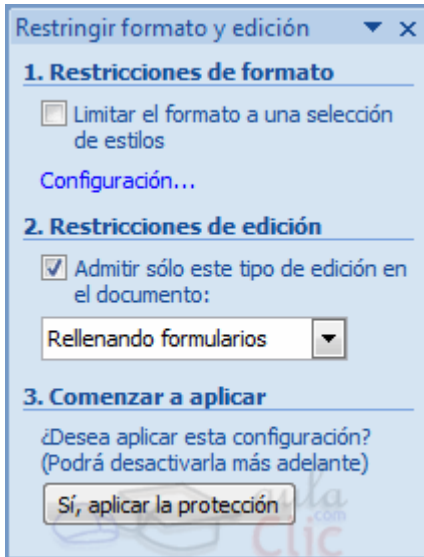 Restringir formato y edición
1. Restricciones de formato
Limitar el formato a una selección
de estilos
Configuración...
2. Restricciones de edición
Admitir sólo este tipo de edición en
el documento:
Rellenando formularios
3. Comenzar a aplicar
¿Desea aplicar esta configuración?
(Podrá desactivarla más adelante)
Sí, aplicar la protección
aula
.com
Clic